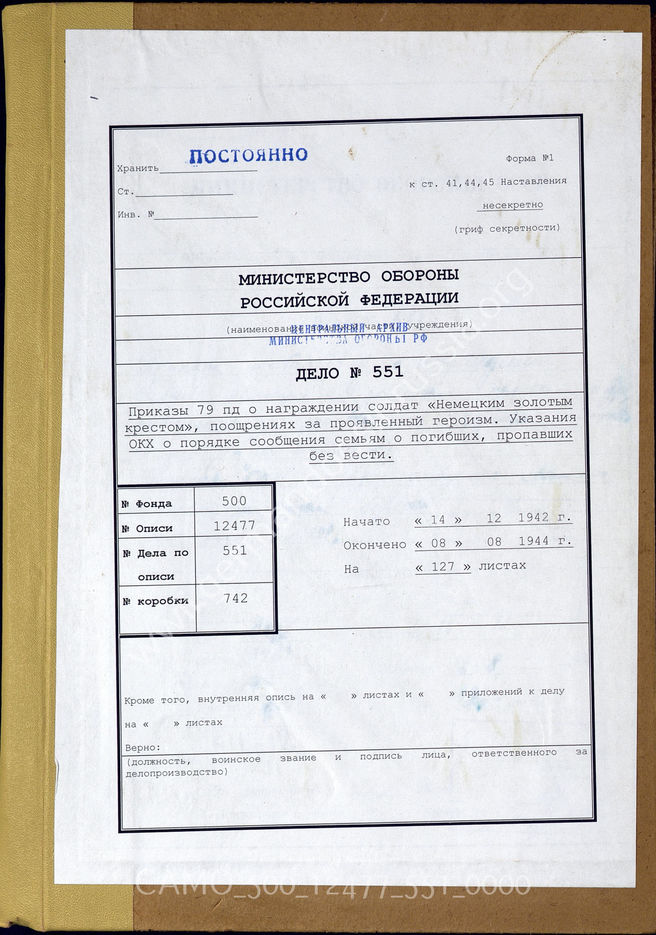 Хранить ПОСТОЯННО
Форма №1
Ст.
к ст. 41,44,45 Наставления
Инв. №
несекретно
(гриф секретности)
МИНИСТЕРСТВО ОБОРОНЫ
РОССИЙСКОЙ ФЕДЕРАЦИИ
(наименование учреждения)
ЦЕНТРАЛЬНЫЙ АРХИВ
МИНИСТЕРСТВА ОБОРОНЫ РФ
ДЕЛО № 551
Приказы 79 пд о награждении солдат «Немецким золотым
крестом», поощрениях за проявленный героизм. Указания
ОКХ о порядке сообщения семьям о погибших, пропавших
без вести.
№ Фонда 500
№ Описи 12477
№ Дела по описи 551
№ коробки 742
Начато « 14 » 12 1942 г.
Окончено « 08 » 08 1944 г.
На « 127 » листах
Кроме того, внутренняя опись на « » листах и « » приложений к делу
на « » листах
Верно:
(должность, воинское звание и подпись лица, ответственного за
делопроизводство)
CAMO_500_12477_551_0000